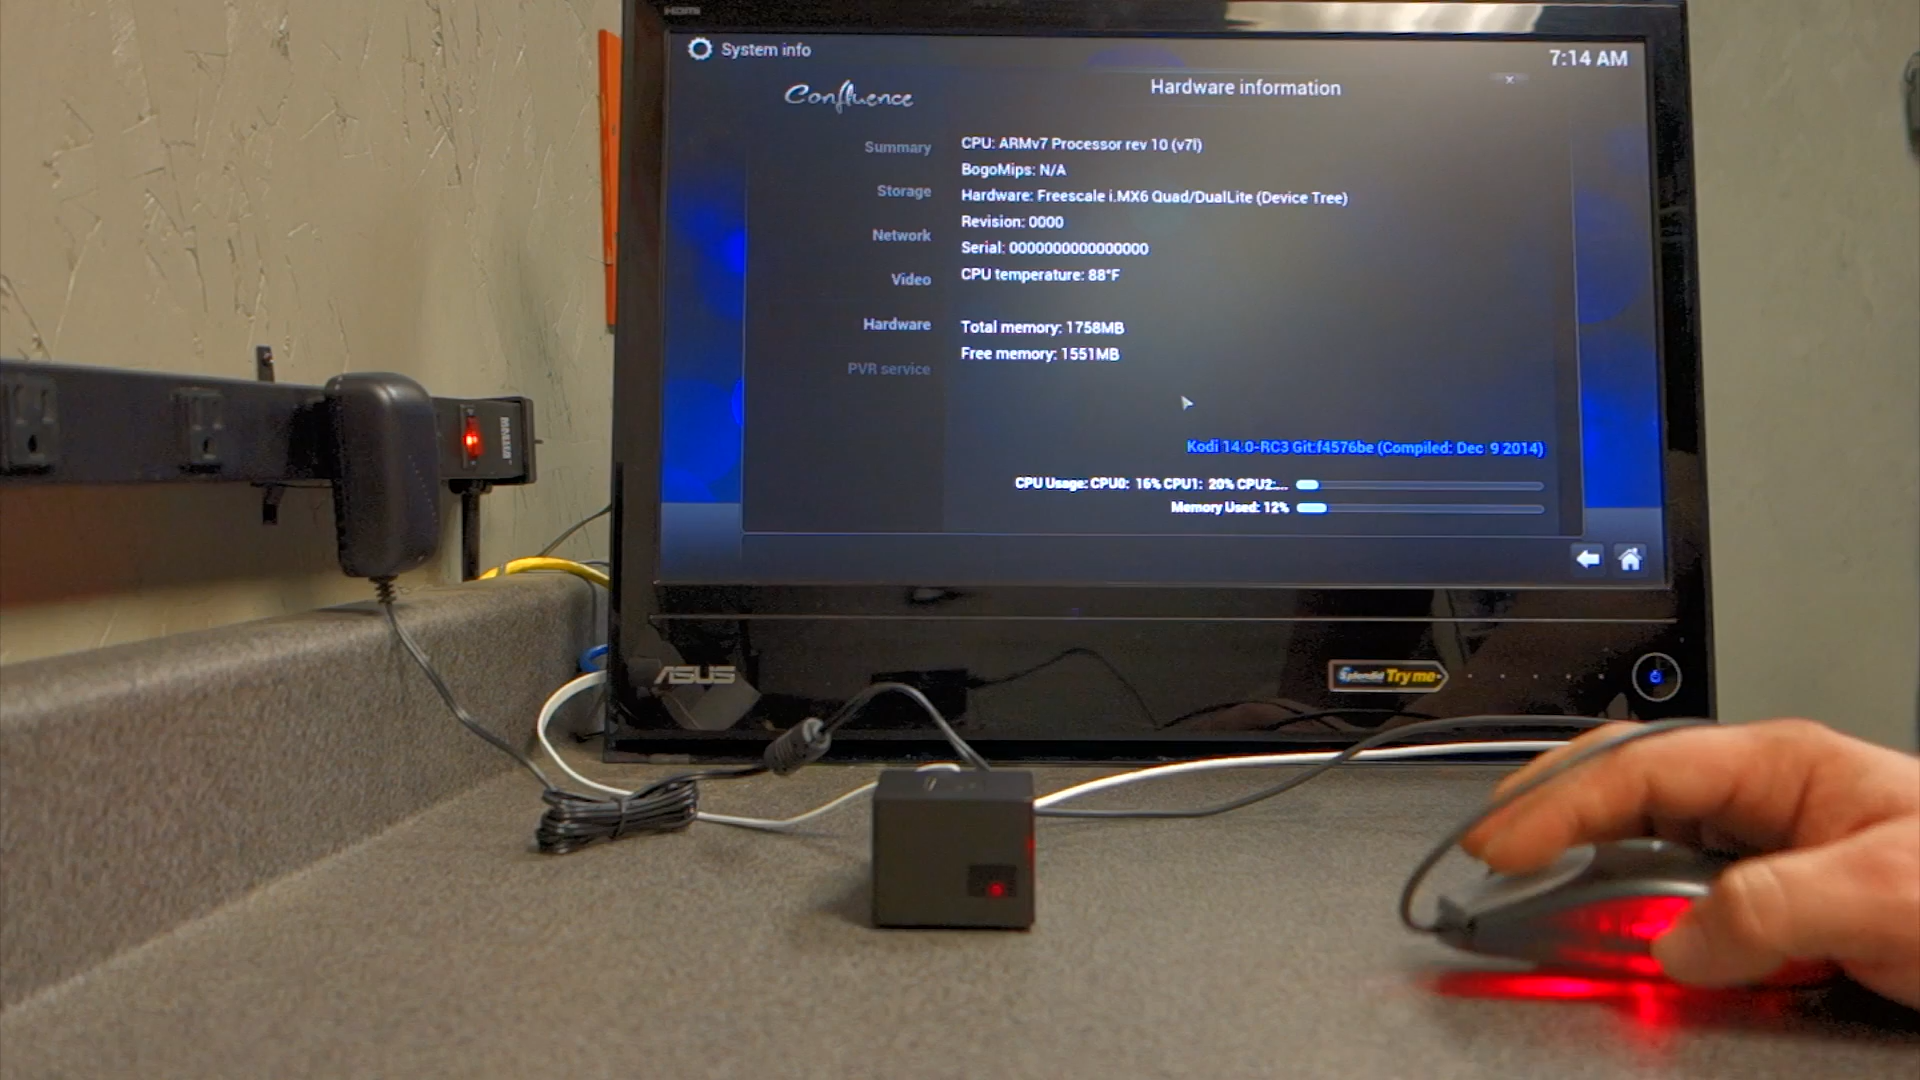 HDMI
System info
7:14 AM
Confluence
Hardware information
Summary
Storage
Network
Video
Hardware
PVR service
CPU: ARMv7 Processor rev 10 (v7l)
BogoMips: N/A
Hardware: Freescale i.MX6 Quad/DualLite (Device Tree)
Revision: 0000
Serial: 0000000000000000
CPU temperature: 88°F
Total memory: 1758MB
Free memory: 1551MB
Kodi 14.0-RC3 Git:f4576be (Compiled: Dec 9 2014)
CPU Usage: CPU0: 16% CPU1: 20% CPU2:...
Memory Used: 12%
ASUS
Splendid Try me